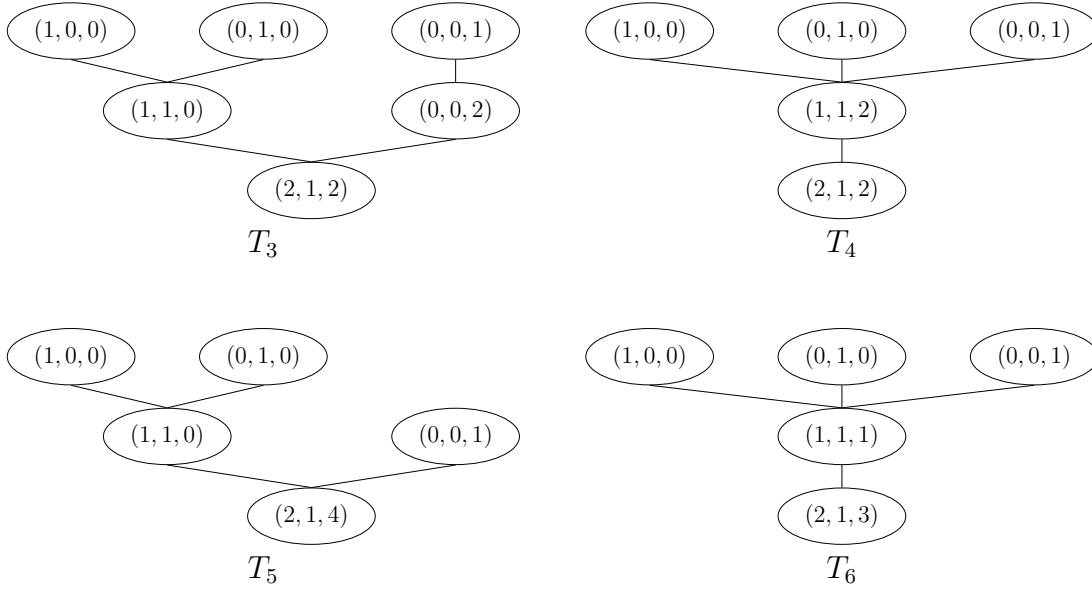 (1, 0, 0) (0, 1, 0) (0, 0, 1) (1, 0, 0) (0, 1, 0) (0, 0, 1)
(1, 1, 0) (0, 0, 2) (1, 1, 2)
(2, 1, 2) (2, 1, 2)
T₃ T₄
(1, 0, 0) (0, 1, 0) (1, 0, 0) (0, 1, 0) (0, 0, 1)
(1, 1, 0) (0, 0, 1) (1, 1, 1)
(2, 1, 4) (2, 1, 3)
T₅ T₆